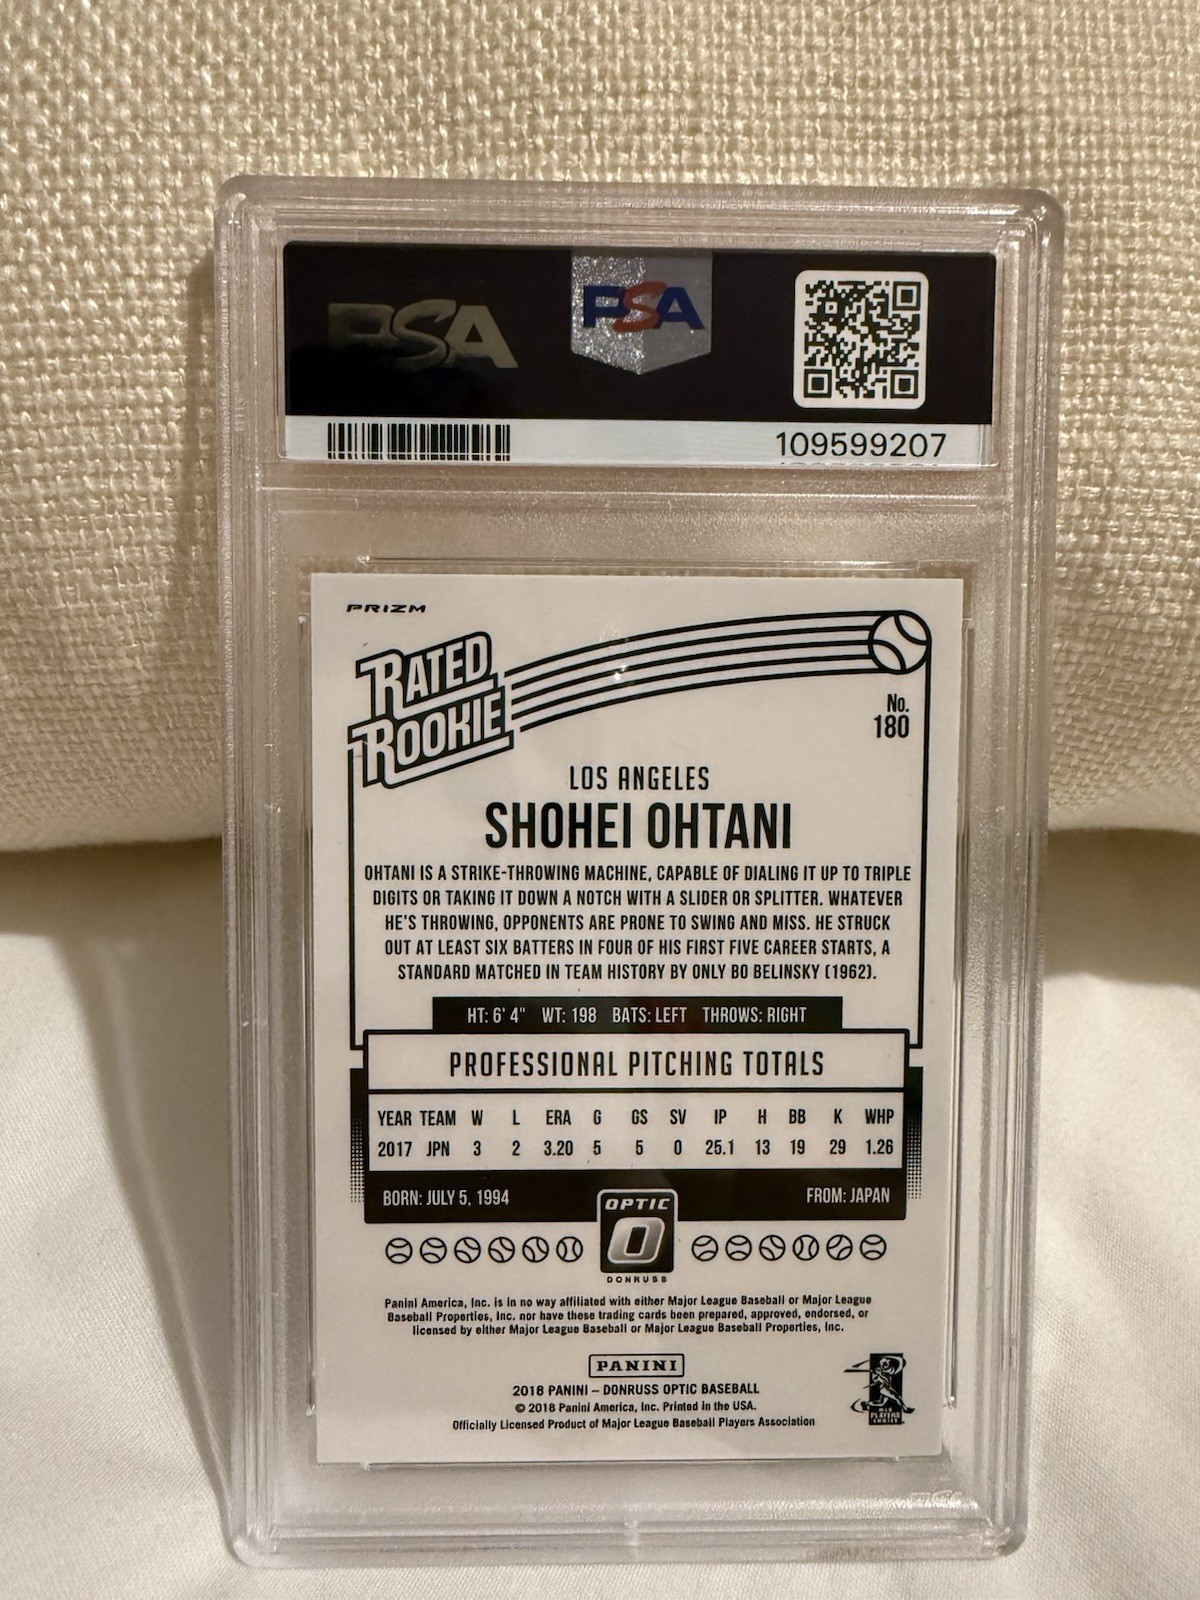 PSA
PSA
109599207
PRIZM
RATED
ROOKIE
No.
180
LOS ANGELES
SHOHEI OHTANI
OHTANI IS A STRIKE-THROWING MACHINE, CAPABLE OF DIALING IT UP TO TRIPLE
DIGITS OR TAKING IT DOWN A NOTCH WITH A SLIDER OR SPLITTER. WHATEVER
HE'S THROWING, OPPONENTS ARE PRONE TO SWING AND MISS. HE STRUCK
OUT AT LEAST SIX BATTERS IN FOUR OF HIS FIRST FIVE CAREER STARTS, A
STANDARD MATCHED IN TEAM HISTORY BY ONLY BO BELINSKY (1962).
HT: 6' 4" WT: 198 BATS: LEFT THROWS: RIGHT
PROFESSIONAL PITCHING TOTALS
YEAR TEAM W L ERA G GS SV IP H BB K WHP
2017 JPN 3 2 3.20 5 5 0 25.1 13 19 29 1.26
BORN: JULY 5, 1994 FROM: JAPAN
OPTIC
DONRUSS
Panini America, Inc. is in no way affiliated with either Major League Baseball or Major League
Baseball Properties, Inc. nor have these trading cards been prepared, approved, endorsed, or
licensed by either Major League Baseball or Major League Baseball Properties, Inc.
PANINI
2018 PANINI – DONRUSS OPTIC BASEBALL
© 2018 Panini America, Inc. Printed in the USA.
Officially Licensed Product of Major League Baseball Players Association
MLB
PLAYERS
CHOICE